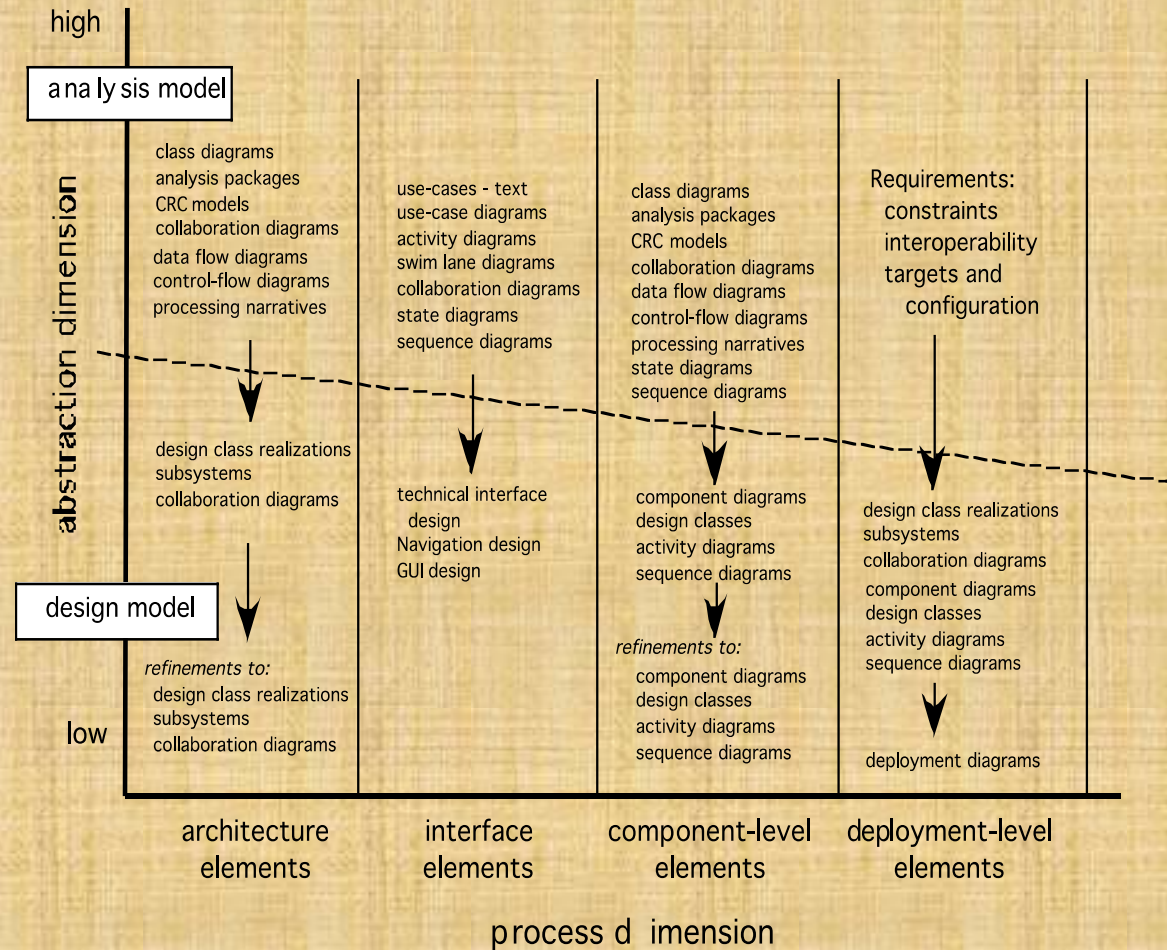 high
analysis model
abstraction dimension
class diagrams
analysis packages
CRC models
collaboration diagrams
data flow diagrams
control-flow diagrams
processing narratives
design class realizations
subsystems
collaboration diagrams
design model
refinements to:
design class realizations
subsystems
collaboration diagrams
low
use-cases - text
use-case diagrams
activity diagrams
swim lane diagrams
collaboration diagrams
state diagrams
sequence diagrams
technical interface
design
Navigation design
GUI design
class diagrams
analysis packages
CRC models
collaboration diagrams
data flow diagrams
control-flow diagrams
processing narratives
state diagrams
sequence diagrams
component diagrams
design classes
activity diagrams
sequence diagrams
refinements to:
component diagrams
design classes
activity diagrams
sequence diagrams
Requirements:
constraints
interoperability
targets and
configuration
design class realizations
subsystems
collaboration diagrams
component diagrams
design classes
activity diagrams
sequence diagrams
deployment diagrams
architecture
elements
interface
elements
component-level
elements
deployment-level
elements
process d imension